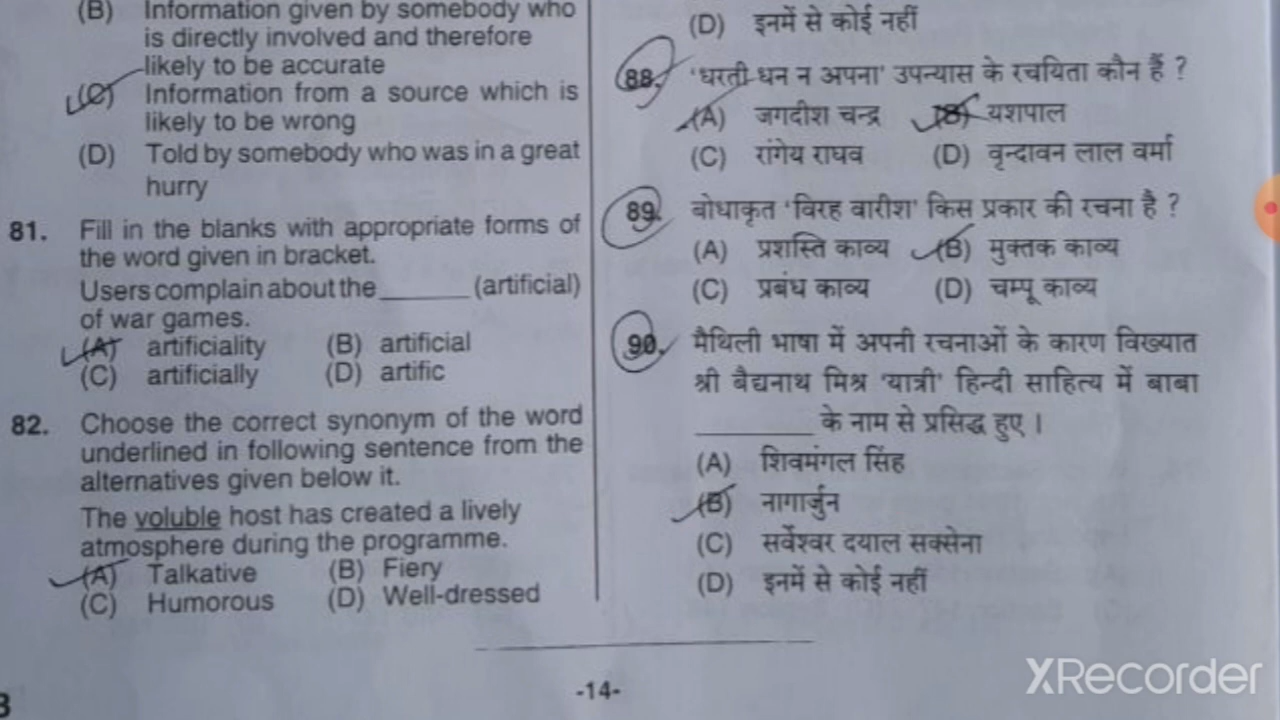 (B) Information given by somebody who
is directly involved and therefore
likely to be accurate
(C) Information from a source which is
likely to be wrong
(D) Told by somebody who was in a great
hurry
81. Fill in the blanks with appropriate forms of
the word given in bracket.
Users complain about the ______ (artificial)
of war games.
(A) artificiality (B) artificial
(C) artificially (D) artific
82. Choose the correct synonym of the word
underlined in following sentence from the
alternatives given below it.
The voluble host has created a lively
atmosphere during the programme.
(A) Talkative (B) Fiery
(C) Humorous (D) Well-dressed
(D) इनमें से कोई नहीं
88. 'धरती धन न अपना' उपन्यास के रचयिता कौन हैं ?
(A) जगदीश चन्द्र (B) यशपाल
(C) रांगेय राघव (D) वृन्दावन लाल वर्मा
89. बोधाकृत 'विरह वारीश' किस प्रकार की रचना है ?
(A) प्रशस्ति काव्य (B) मुक्तक काव्य
(C) प्रबंध काव्य (D) चम्पू काव्य
90. मैथिली भाषा में अपनी रचनाओं के कारण विख्यात
श्री बैद्यनाथ मिश्र 'यात्री' हिन्दी साहित्य में बाबा
________ के नाम से प्रसिद्ध हुए ।
(A) शिवमंगल सिंह
(B) नागार्जुन
(C) सर्वेश्वर दयाल सक्सेना
(D) इनमें से कोई नहीं
-14-
XRecorder